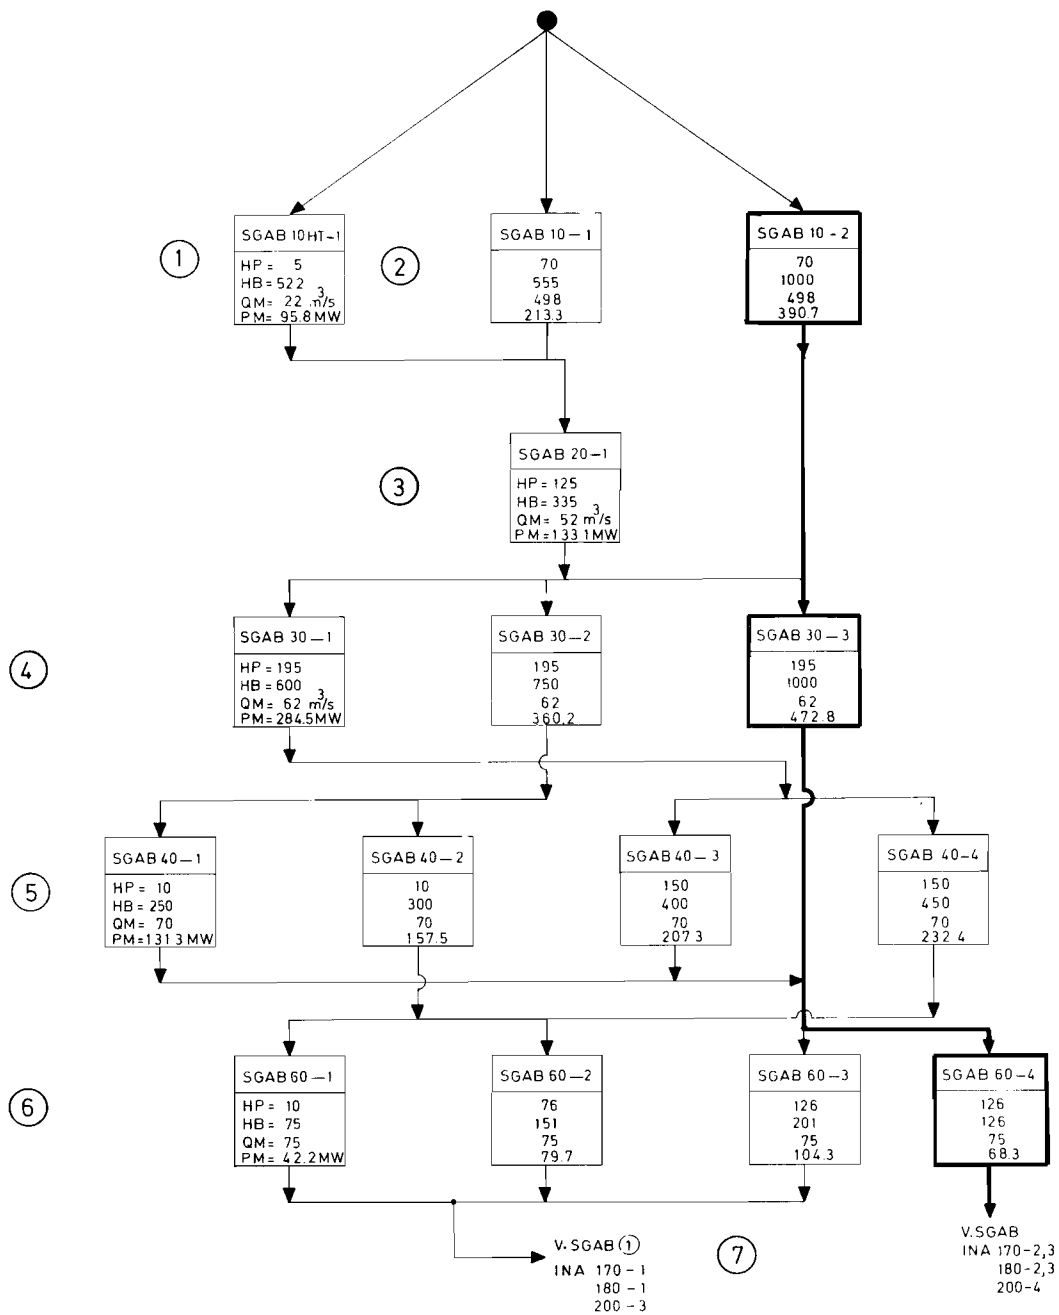 SGAB 10HT-1
HP = 5
HB = 522
QM = 22 m³/s
PM = 95.8 MW
①
②
SGAB 10-1
70
555
498
213.3
SGAB 10-2
70
1000
498
390.7
③
SGAB 20-1
HP = 125
HB = 335
QM = 52 m³/s
PM = 133 1MW
④
SGAB 30-1
HP = 195
HB = 600
QM = 62 m³/s
PM = 284.5MW
SGAB 30-2
195
750
62
360.2
SGAB 30-3
195
1000
62
472.8
⑤
SGAB 40-1
HP = 10
HB = 250
QM = 70
PM=131 3 MW
SGAB 40-2
10
300
70
157.5
SGAB 40-3
150
400
70
207 3
SGAB 40-4
150
450
70
232 4
⑥
SGAB 60-1
HP = 10
HB = 75
QM = 75
PM = 42.2MW
SGAB 60-2
76
151
75
79.7
SGAB 60-3
126
201
75
104.3
SGAB 60-4
126
126
75
68.3
V. SGAB ①
INA 170-1
180-1
200-3
⑦
V.SGAB
INA 170-2,3
180-2,3
200-4